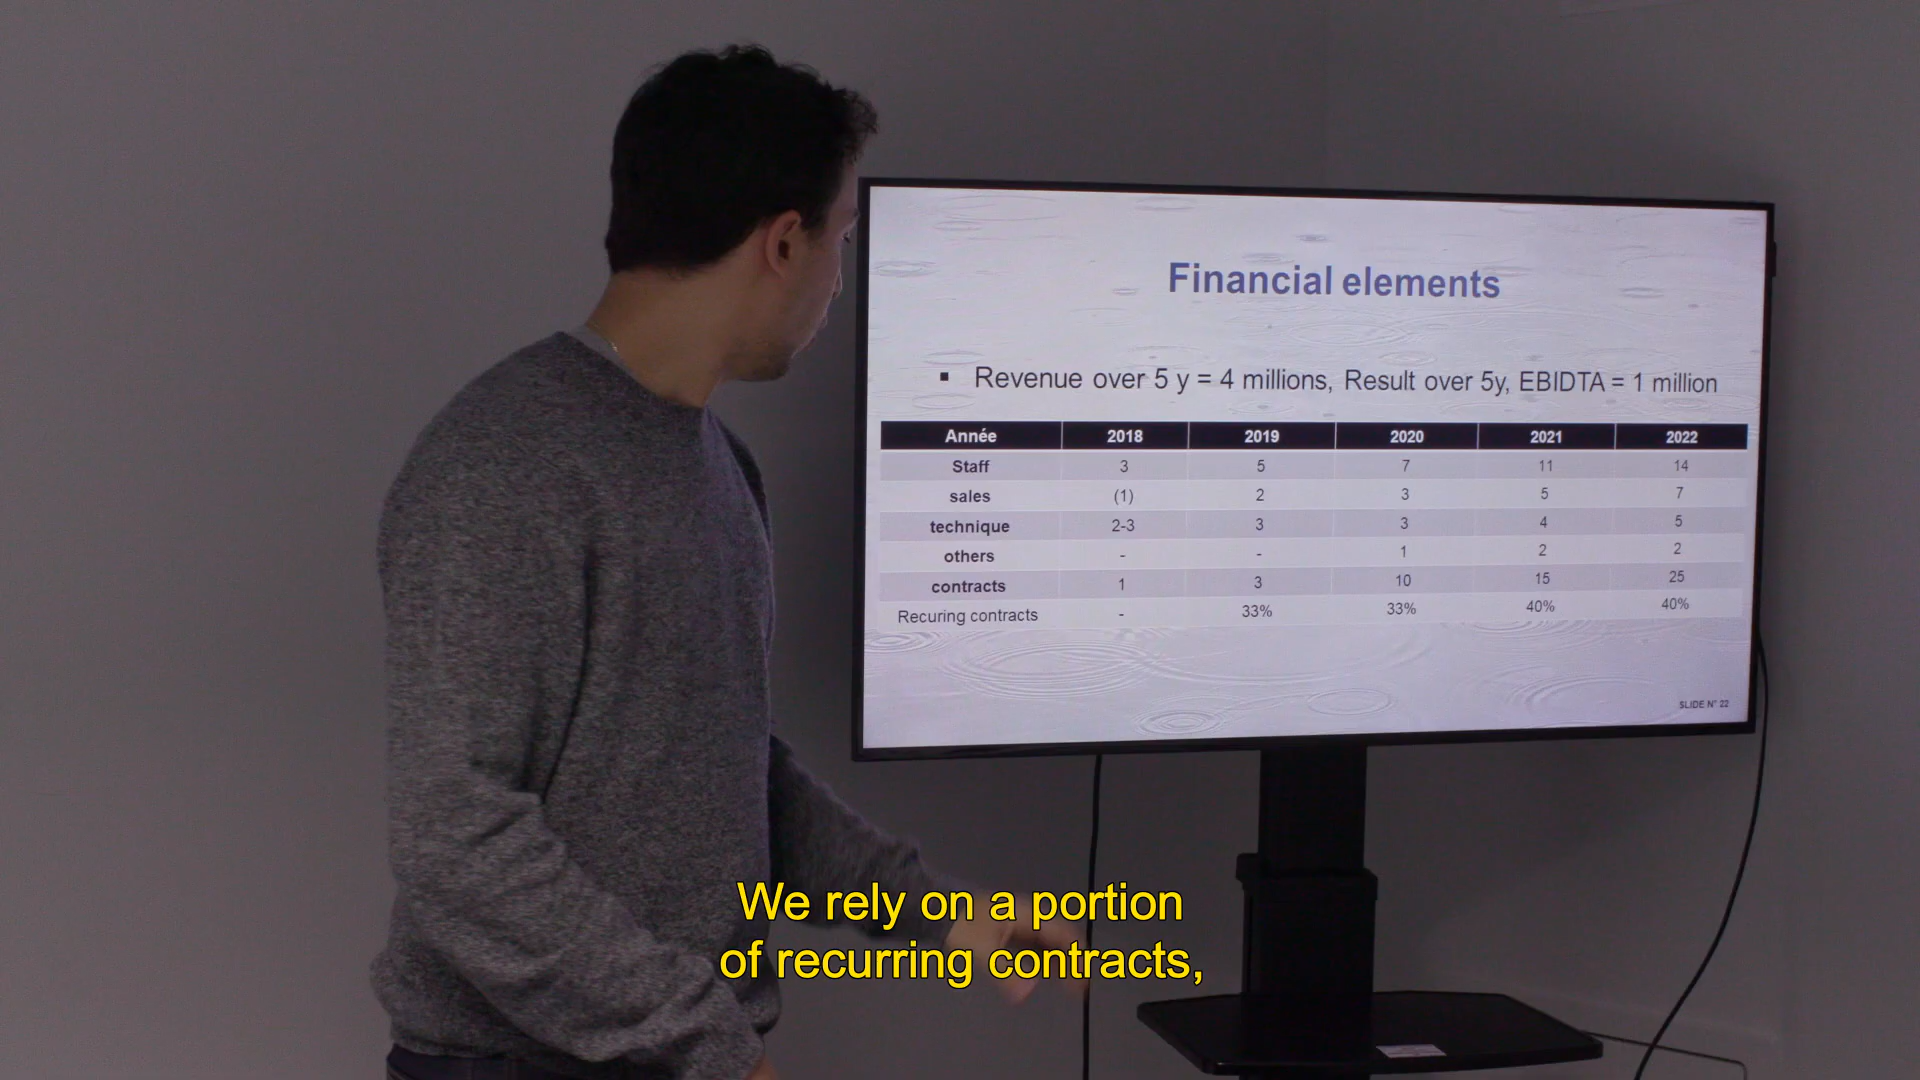 Financial elements
▪ Revenue over 5 y = 4 millions, Result over 5y, EBIDTA = 1 million
Année 2018 2019 2020 2021 2022
Staff 3 5 7 11 14
sales (1) 2 3 5 7
technique 2-3 3 3 4 5
others - - 1 2 2
contracts 1 3 10 15 25
Recuring contracts - 33% 33% 40% 40%
SLIDE N° 22
We rely on a portion
of recurring contracts,